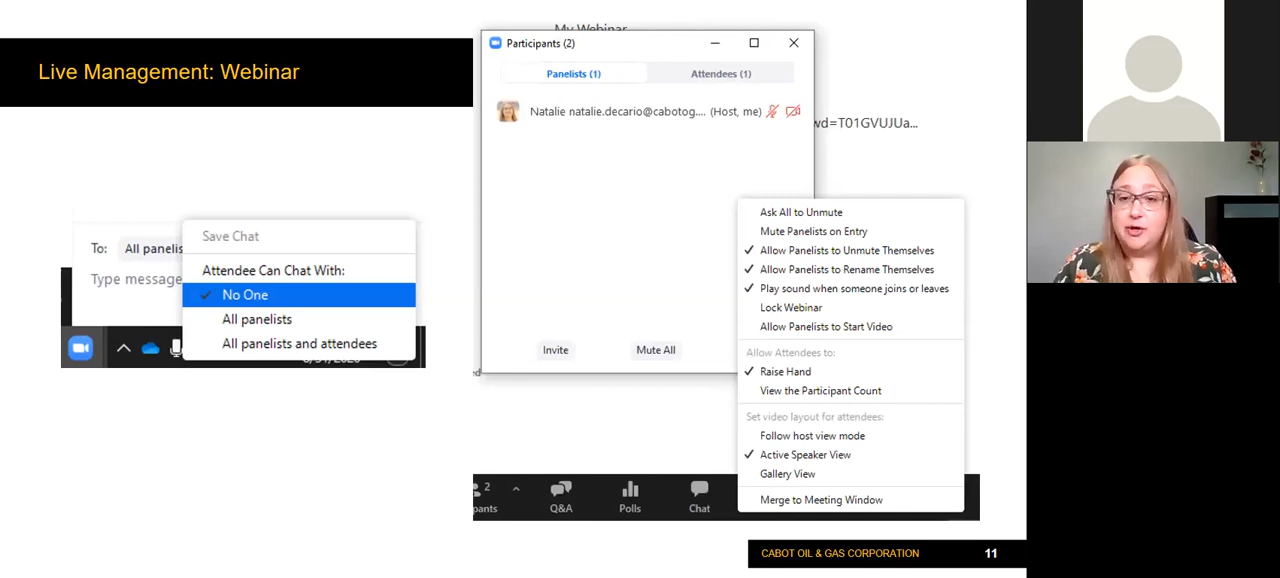 Live Management: Webinar
To: All panelis
Type message
Save Chat
Attendee Can Chat With:
No One
All panelists
All panelists and attendees
My Webinar
Participants (2)
Panelists (1)
Attendees (1)
Natalie natalie.decario@cabotog.... (Host, me)
wd=T01GVUJUa...
Invite
Mute All
Ask All to Unmute
Mute Panelists on Entry
Allow Panelists to Unmute Themselves
Allow Panelists to Rename Themselves
Play sound when someone joins or leaves
Lock Webinar
Allow Panelists to Start Video
Allow Attendees to:
Raise Hand
View the Participant Count
Set video layout for attendees:
Follow host view mode
Active Speaker View
Gallery View
Merge to Meeting Window
ed
2
pants
Q&A
Polls
Chat
CABOT OIL & GAS CORPORATION
11